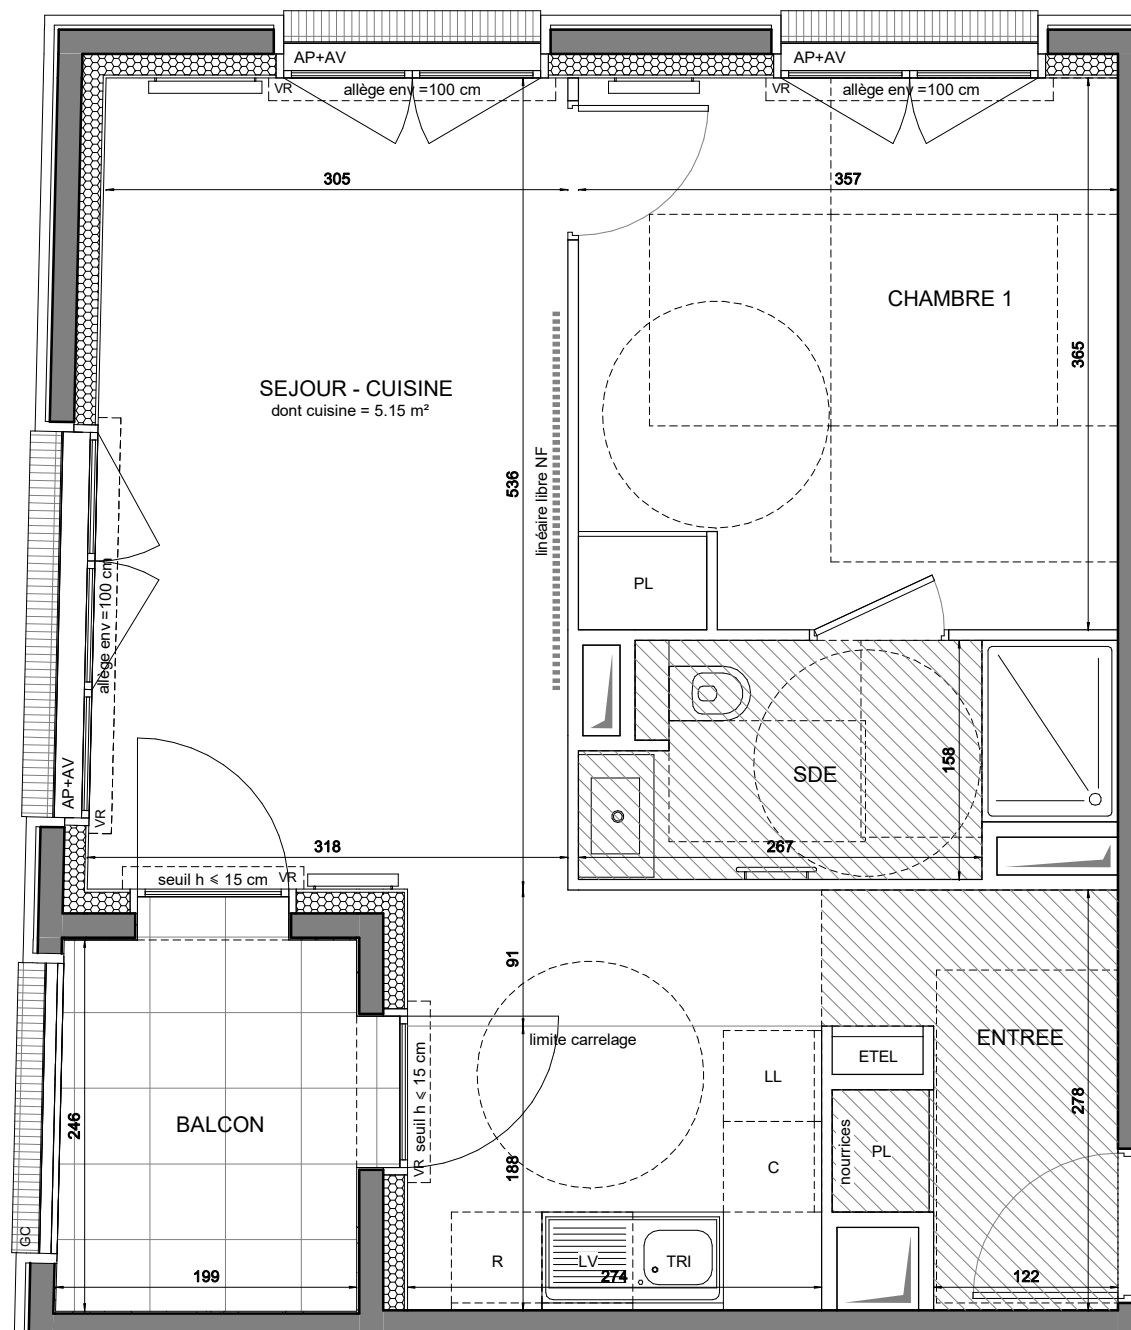 AP+AV
AP+AV
VR
allège env =100 cm
VR
allège env =100 cm
305
357
CHAMBRE 1
365
SEJOUR - CUISINE
dont cuisine = 5.15 m²
536
linéaire libre NF
allège env =100 cm
PL
AP+AV
VR
SDE
158
318
267
seuil h ⩽ 15 cm
VR
91
limite carrelage
ENTREE
ETEL
LL
VR
seuil h ⩽ 15 cm
246
BALCON
278
nourrices
PL
C
188
GC
199
R
LV
TRI
274
122